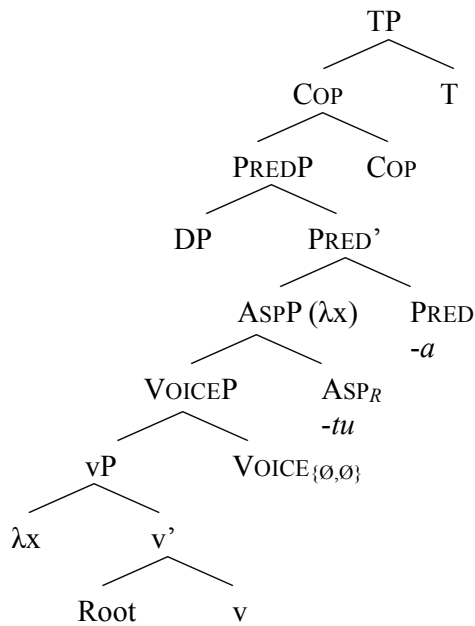 TP
COP T
PREDP COP
DP PRED’
ASPP (λx) PRED
-a
VOICEP ASP_R
-tu
vP VOICE_{Ø,Ø}
λx v’
Root v